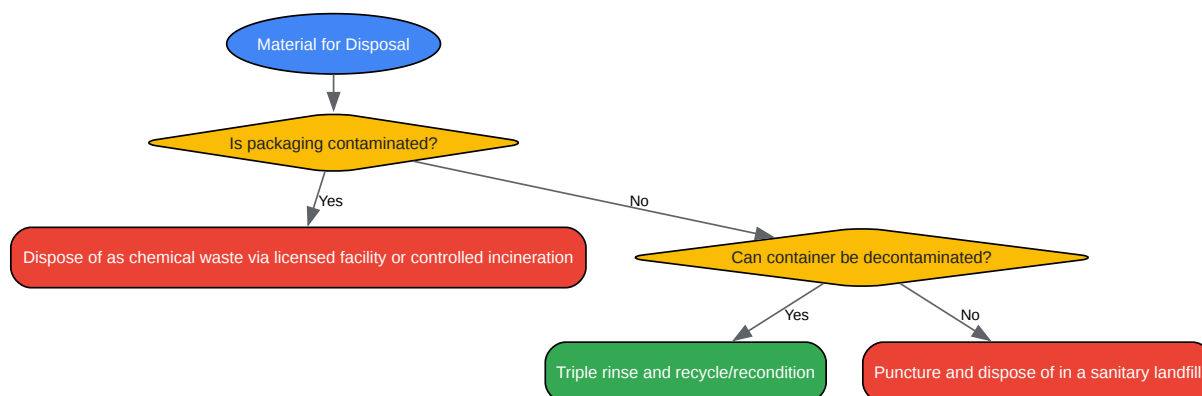 Material for Disposal
Is packaging contaminated?
Yes
No
Dispose of as chemical waste via licensed facility or controlled incineration
Can container be decontaminated?
Yes
No
Triple rinse and recycle/recondition
Puncture and dispose of in a sanitary landfill